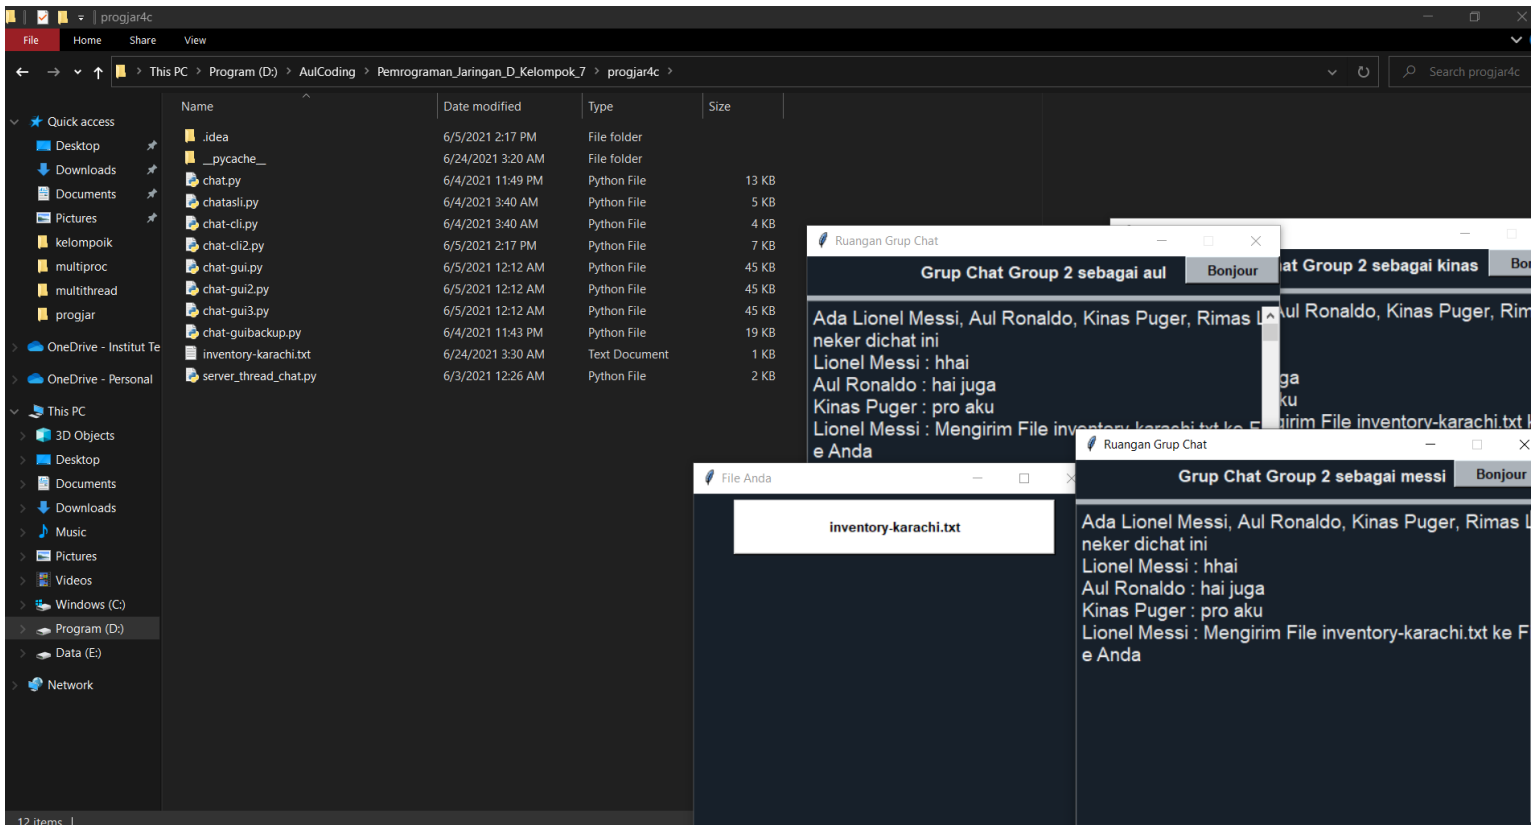 progjar4c
File Home Share View
This PC > Program (D:) > AulCoding > Pemrograman_Jaringan_D_Kelompok_7 > progjar4c >
Search progjar4c
Quick access
Desktop
Downloads
Documents
Pictures
kelompoik
multiproc
multithread
progjar
OneDrive - Institut Te
OneDrive - Personal
This PC
3D Objects
Desktop
Documents
Downloads
Music
Pictures
Videos
Windows (C:)
Program (D:)
Data (E:)
Network
12 items
Name Date modified Type Size
.idea 6/5/2021 2:17 PM File folder
__pycache__ 6/24/2021 3:20 AM File folder
chat.py 6/4/2021 11:49 PM Python File 13 KB
chatasli.py 6/4/2021 3:40 AM Python File 5 KB
chat-cli.py 6/4/2021 3:40 AM Python File 4 KB
chat-cli2.py 6/5/2021 2:17 PM Python File 7 KB
chat-gui.py 6/5/2021 12:12 AM Python File 45 KB
chat-gui2.py 6/5/2021 12:12 AM Python File 45 KB
chat-gui3.py 6/5/2021 12:12 AM Python File 45 KB
chat-guibackup.py 6/4/2021 11:43 PM Python File 19 KB
inventory-karachi.txt 6/24/2021 3:30 AM Text Document 1 KB
server_thread_chat.py 6/3/2021 12:26 AM Python File 2 KB
Ruangan Grup Chat
Grup Chat Group 2 sebagai aul Bonjour
Ada Lionel Messi, Aul Ronaldo, Kinas Puger, Rimas L
neker dichat ini
Lionel Messi : hhai
Aul Ronaldo : hai juga
Kinas Puger : pro aku
Lionel Messi : Mengirim File inventory-karachi.txt ke F
e Anda
at Group 2 sebagai kinas Bon
ul Ronaldo, Kinas Puger, Rim
ga
ku
girim File inventory-karachi.txt k
File Anda
inventory-karachi.txt
Ruangan Grup Chat
Grup Chat Group 2 sebagai messi Bonjour
Ada Lionel Messi, Aul Ronaldo, Kinas Puger, Rimas L
neker dichat ini
Lionel Messi : hhai
Aul Ronaldo : hai juga
Kinas Puger : pro aku
Lionel Messi : Mengirim File inventory-karachi.txt ke F
e Anda